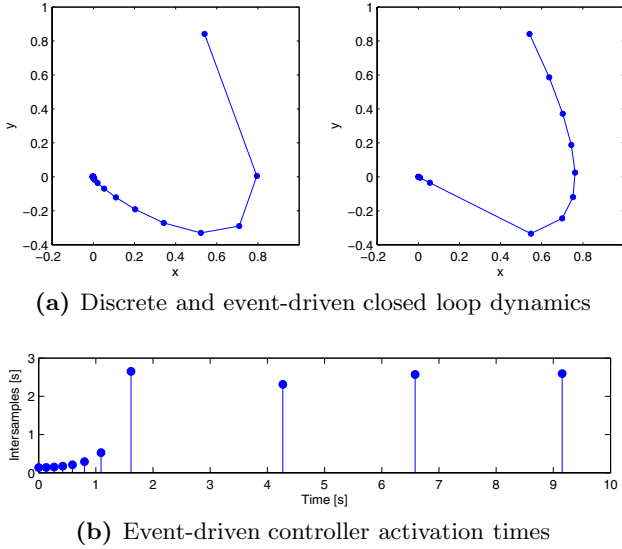 1
0.8
0.6
0.4
0.2
0
−0.2
−0.4
y
−0.2 0 0.2 0.4 0.6 0.8
x
1
0.8
0.6
0.4
0.2
0
−0.2
−0.4
y
−0.2 0 0.2 0.4 0.6 0.8
x
(a) Discrete and event-driven closed loop dynamics
3
2
1
0
Intersamples [s]
0 1 2 3 4 5 6 7 8 9 10
Time [s]
(b) Event-driven controller activation times